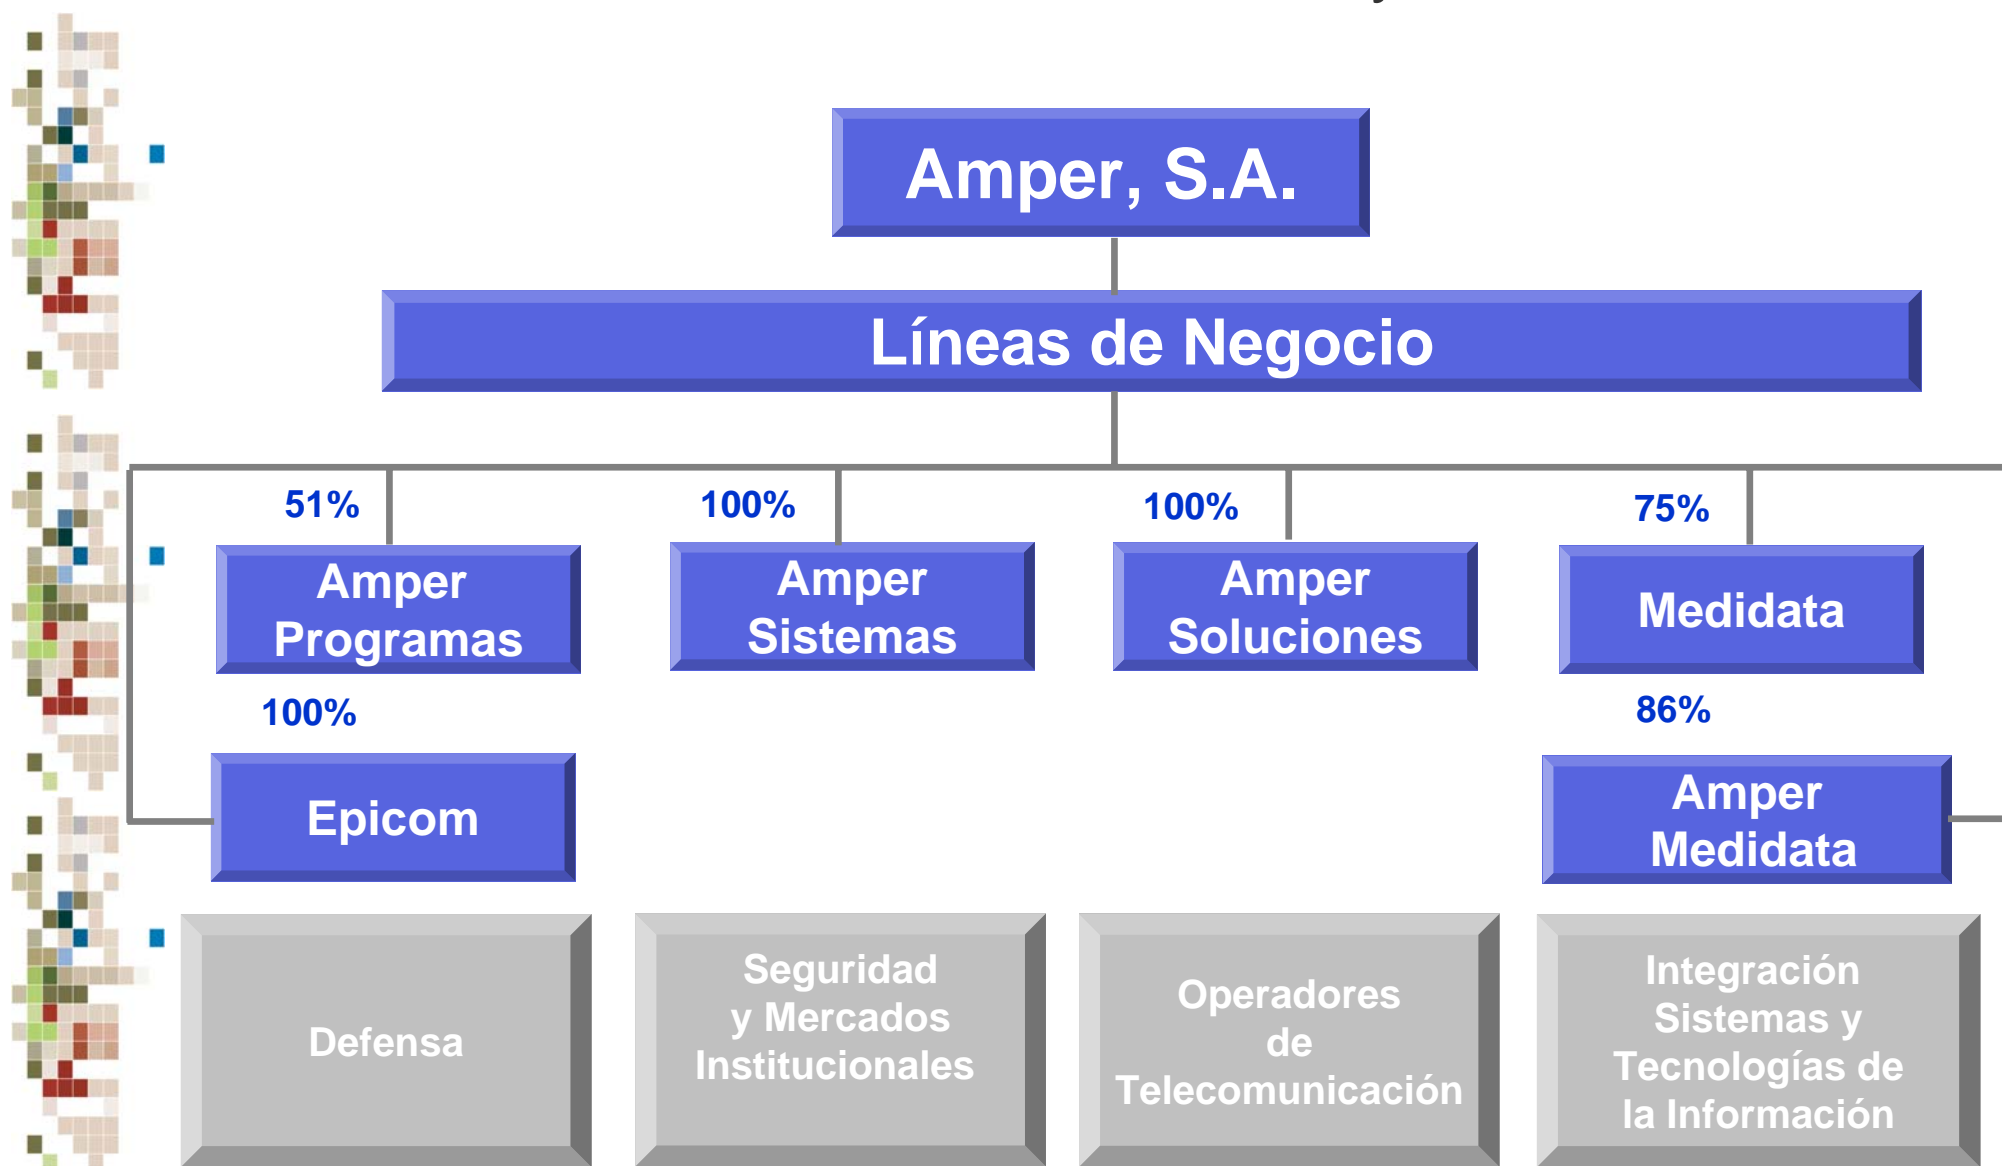 Amper, S.A.
Líneas de Negocio
51%
100%
100%
75%
Amper
Programas
Amper
Sistemas
Amper
Soluciones
Medidata
100%
86%
Epicom
Amper
Medidata
Defensa
Seguridad
y Mercados
Institucionales
Operadores
de
Telecomunicación
Integración
Sistemas y
Tecnologías de
la Información